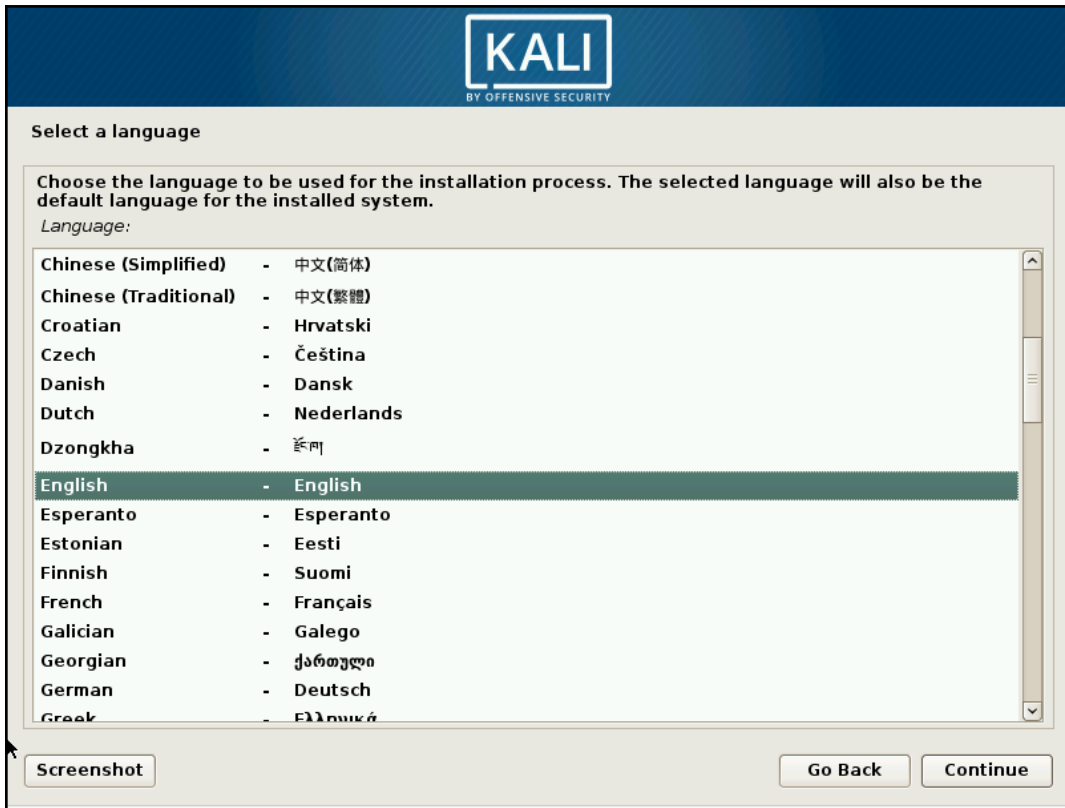 KALI
BY OFFENSIVE SECURITY
Select a language
Choose the language to be used for the installation process. The selected language will also be the
default language for the installed system.
Language:
Chinese (Simplified) - 中文(简体)
Chinese (Traditional) - 中文(繁體)
Croatian - Hrvatski
Czech - Čeština
Danish - Dansk
Dutch - Nederlands
Dzongkha - རྫོང་ཁ།
English - English
Esperanto - Esperanto
Estonian - Eesti
Finnish - Suomi
French - Français
Galician - Galego
Georgian - ქართული
German - Deutsch
Greek - Ελληνικά
Screenshot Go Back Continue